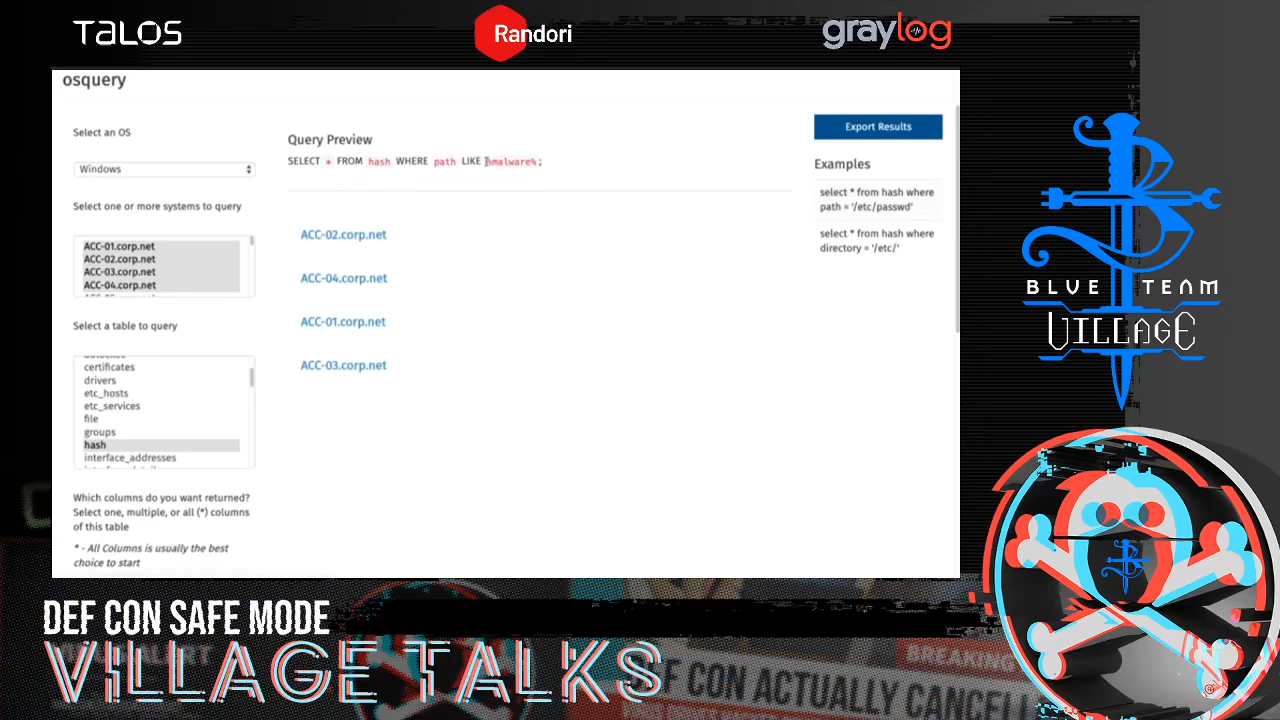 TALOS
Randori
graylog
osquery
Select an OS
Windows
Select one or more systems to query
ACC-01.corp.net
ACC-02.corp.net
ACC-03.corp.net
ACC-04.corp.net
Select a table to query
certificates
drivers
etc_hosts
etc_services
file
groups
hash
interface_addresses
Which columns do you want returned?
Select one, multiple, or all (*) columns
of this table
* - All Columns is usually the best
choice to start
Query Preview
SELECT * FROM hash WHERE path LIKE %malware%;
ACC-02.corp.net
ACC-04.corp.net
ACC-01.corp.net
ACC-03.corp.net
Export Results
Examples
select * from hash where
path = '/etc/passwd'
select * from hash where
directory = '/etc/'
BLUE TEAM
VILLAGE
DEF CON SAFE MODE
VILLAGE TALKS
BREAKING
DEF CON ACTUALLY CANCEL